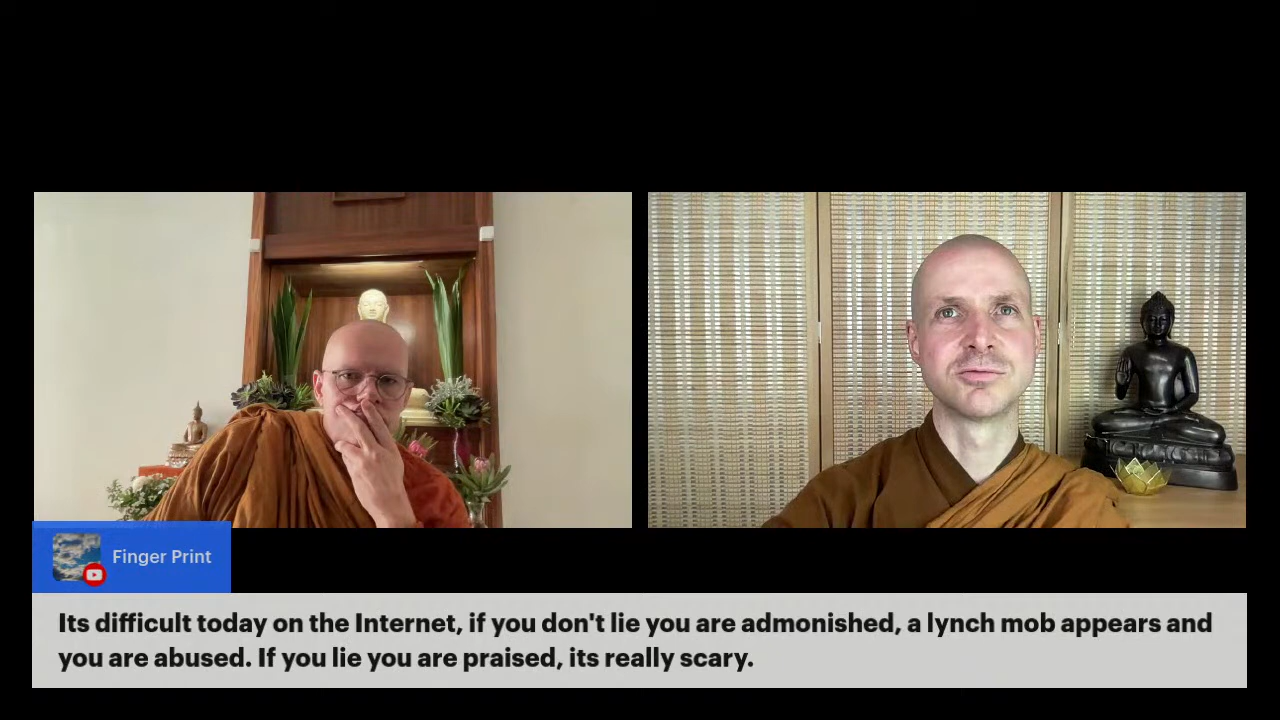 Finger Print
Its difficult today on the Internet, if you don't lie you are admonished, a lynch mob appears and
you are abused. If you lie you are praised, its really scary.